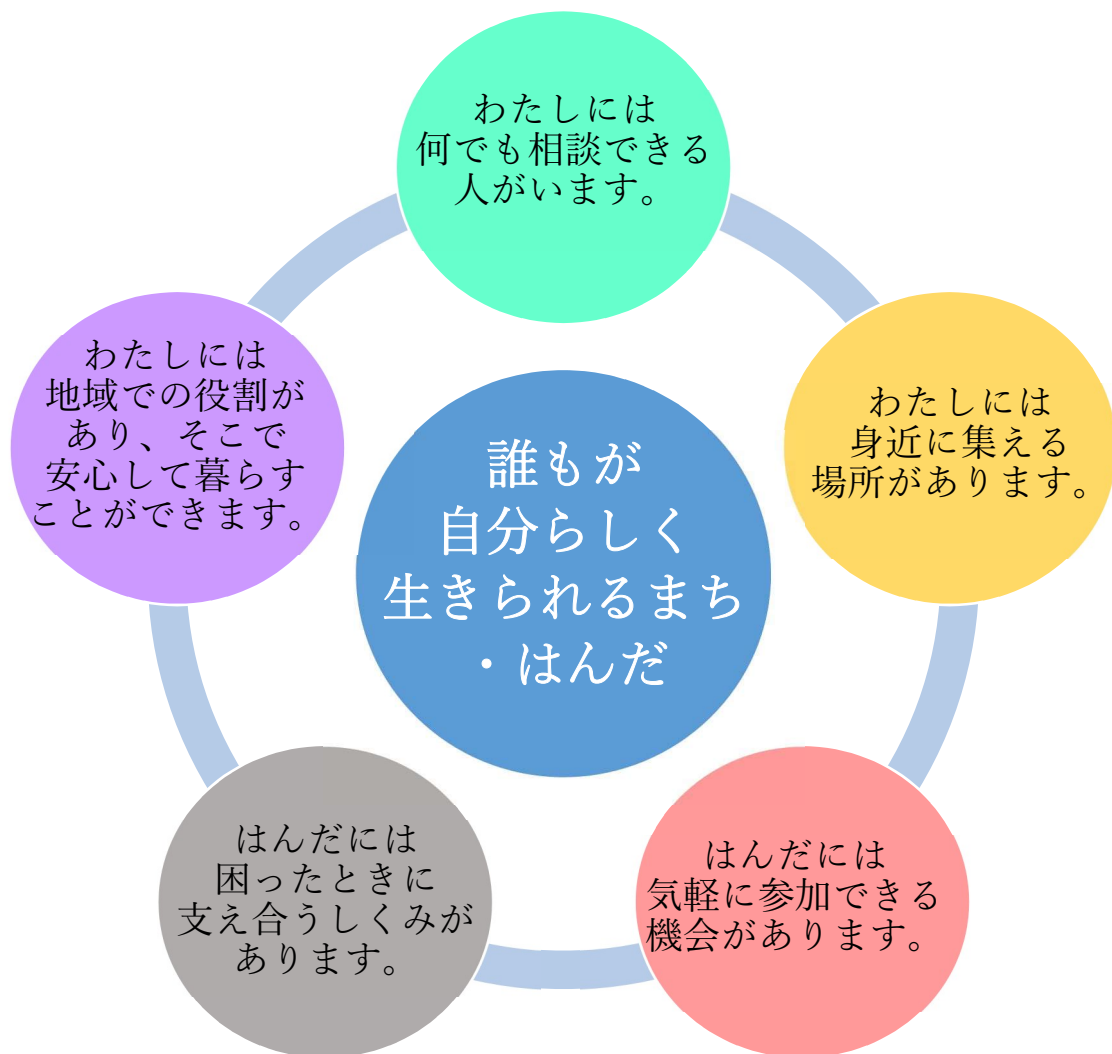 わたしには
何でも相談できる
人がいます。
わたしには
身近に集える
場所があります。
はんだには
気軽に参加できる
機会があります。
はんだには
困ったときに
支え合うしくみが
あります。
わたしには
地域での役割が
あり、そこで
安心して暮らす
ことができます。
誰もが
自分らしく
生きられるまち
・はんだ